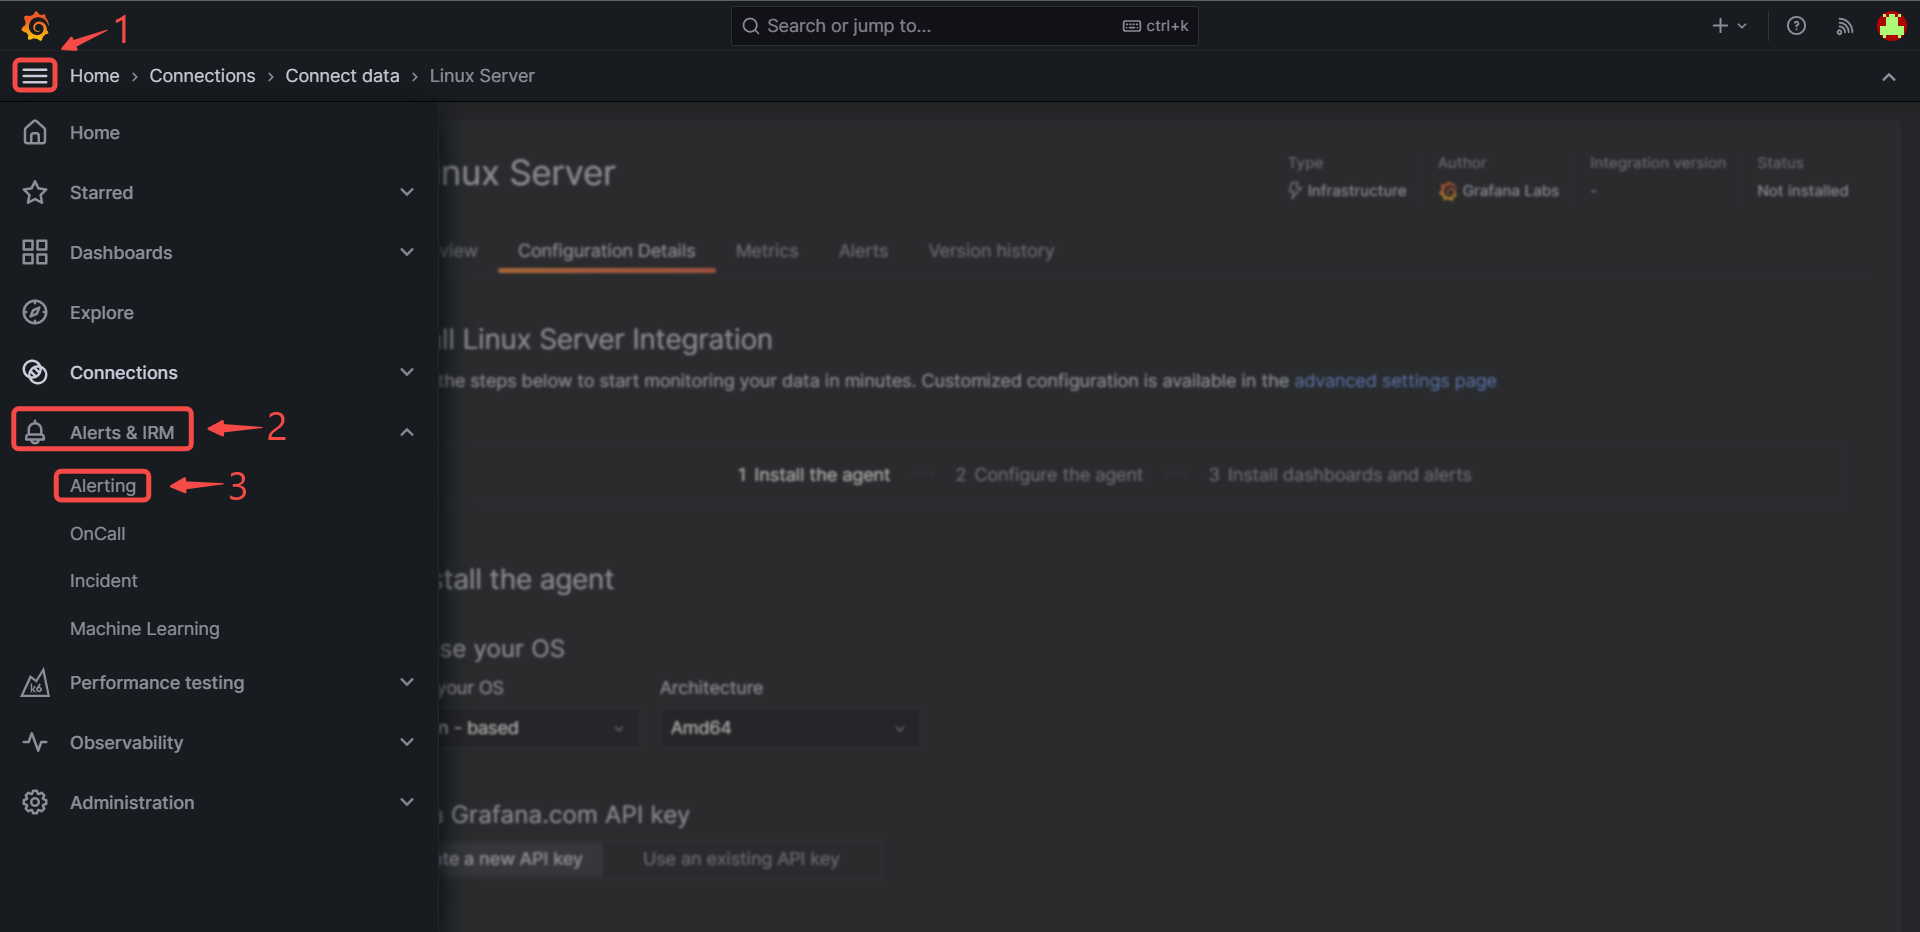 1
Search or jump to... ctrl+k
Home › Connections › Connect data › Linux Server
Home
Starred
Dashboards
Explore
Connections
Alerts & IRM 2
Alerting 3
OnCall
Incident
Machine Learning
k6 Performance testing
Observability
Administration
inux Server
Type Author Integration version Status
Infrastructure Grafana Labs - Not installed
view Configuration Details Metrics Alerts Version history
ll Linux Server Integration
the steps below to start monitoring your data in minutes. Customized configuration is available in the advanced settings page
1 Install the agent 2 Configure the agent 3 Install dashboards and alerts
stall the agent
se your OS
your OS Architecture
n - based Amd64
a Grafana.com API key
te a new API key Use an existing API key